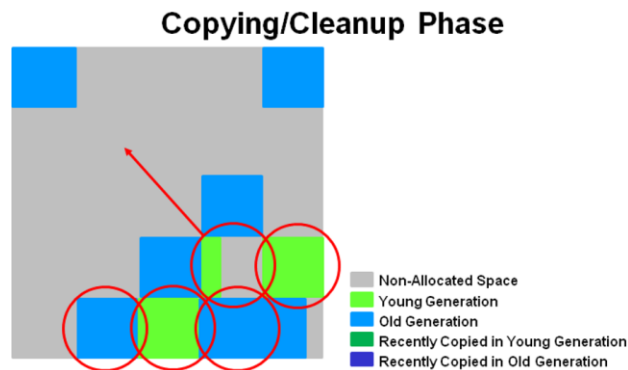 Copying/Cleanup Phase
Non-Allocated Space
Young Generation
Old Generation
Recently Copied in Young Generation
Recently Copied in Old Generation